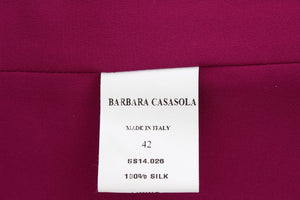 BARBARA CASASOLA
MADE IN ITALY
42
SS14.026
100% SILK